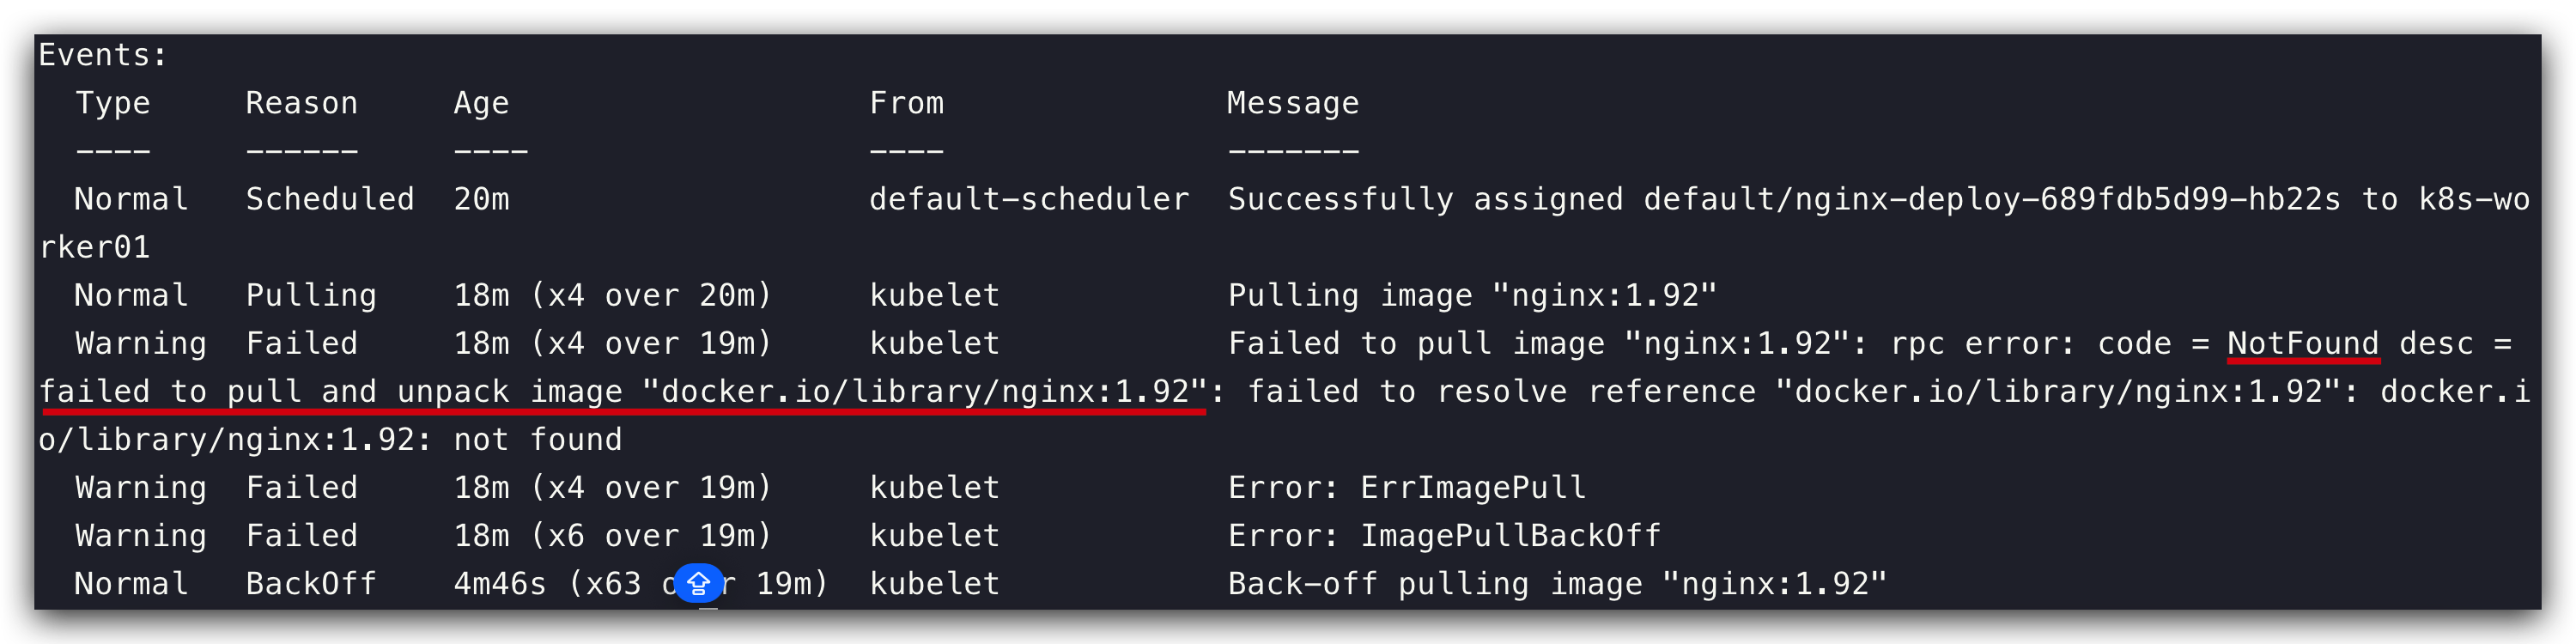 Events:
  Type     Reason     Age                   From               Message
  ----     ------     ----                  ----               -------
  Normal   Scheduled  20m                   default-scheduler  Successfully assigned default/nginx-deploy-689fdb5d99-hb22s to k8s-wo
rker01
  Normal   Pulling    18m (x4 over 20m)     kubelet            Pulling image "nginx:1.92"
  Warning  Failed     18m (x4 over 19m)     kubelet            Failed to pull image "nginx:1.92": rpc error: code = NotFound desc =
failed to pull and unpack image "docker.io/library/nginx:1.92": failed to resolve reference "docker.io/library/nginx:1.92": docker.i
o/library/nginx:1.92: not found
  Warning  Failed     18m (x4 over 19m)     kubelet            Error: ErrImagePull
  Warning  Failed     18m (x6 over 19m)     kubelet            Error: ImagePullBackOff
  Normal   BackOff    4m46s (x63 19m)  kubelet            Back-off pulling image "nginx:1.92"